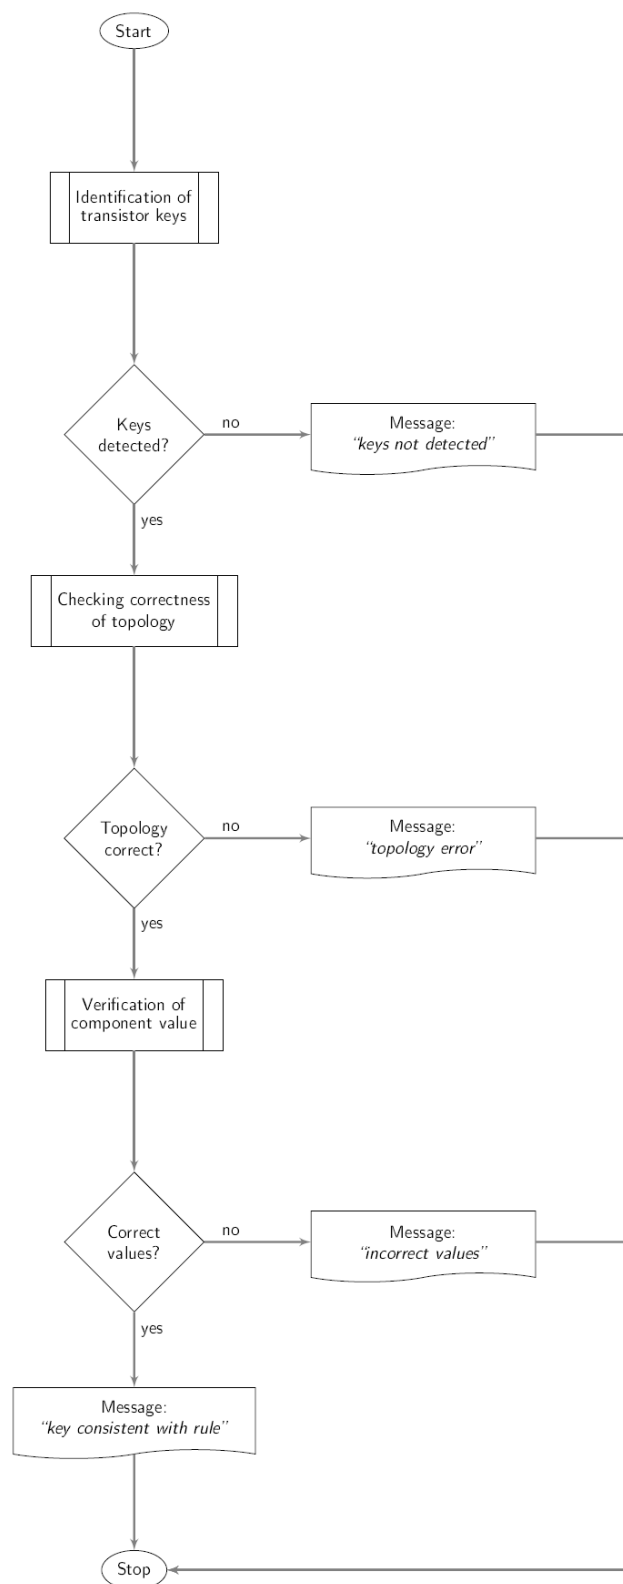 Start
Identification of
transistor keys
Keys
detected?
no
Message:
“keys not detected”
yes
Checking correctness
of topology
Topology
correct?
no
Message:
“topology error”
yes
Verification of
component value
Correct
values?
no
Message:
“incorrect values”
yes
Message:
“key consistent with rule”
Stop